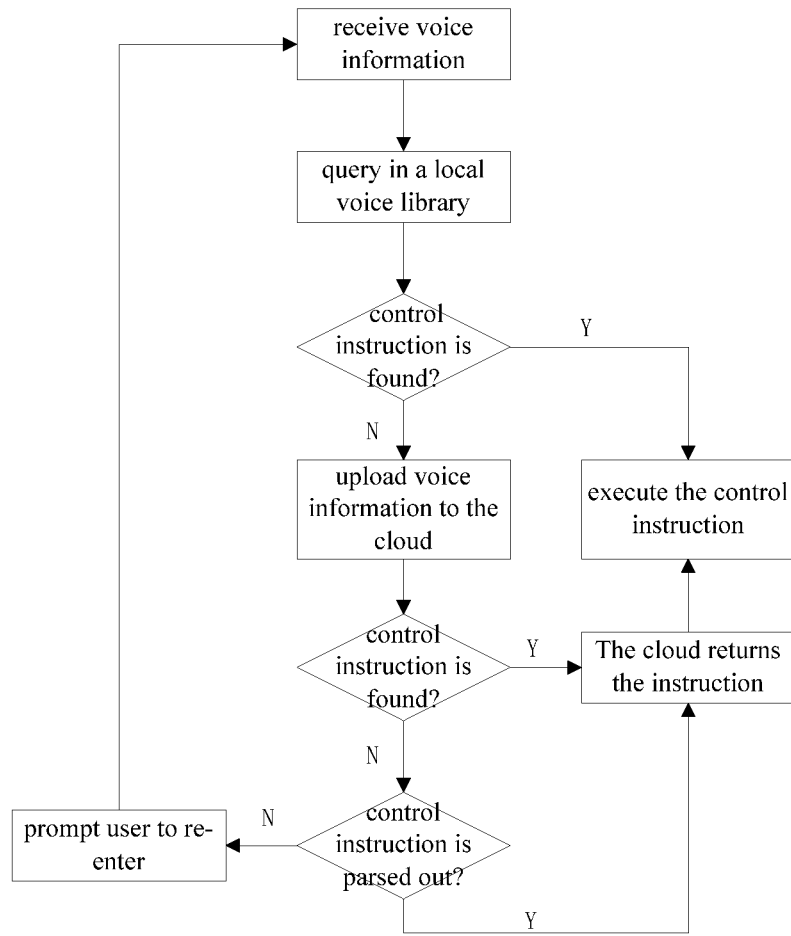 receive voice
information
query in a local
voice library
control
instruction is
found?
Y
N
upload voice
information to the
cloud
execute the control
instruction
control
instruction is
found?
Y
The cloud returns
the instruction
N
control
instruction is
parsed out?
N
prompt user to re-
enter
Y